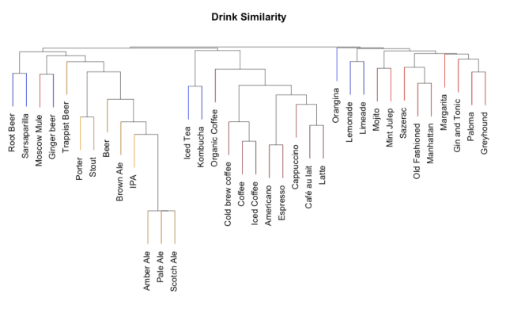 Drink Similarity
Root Beer
Sarsaparilla
Moscow Mule
Ginger beer
Trappist Beer
Porter
Stout
Beer
Brown Ale
IPA
Amber Ale
Pale Ale
Scotch Ale
Iced Tea
Kombucha
Organic Coffee
Cold brew coffee
Coffee
Iced Coffee
Americano
Espresso
Cappuccino
Café au lait
Latte
Orangina
Lemonade
Limeade
Mojito
Mint Julep
Sazerac
Old Fashioned
Manhattan
Margarita
Gin and Tonic
Paloma
Greyhound